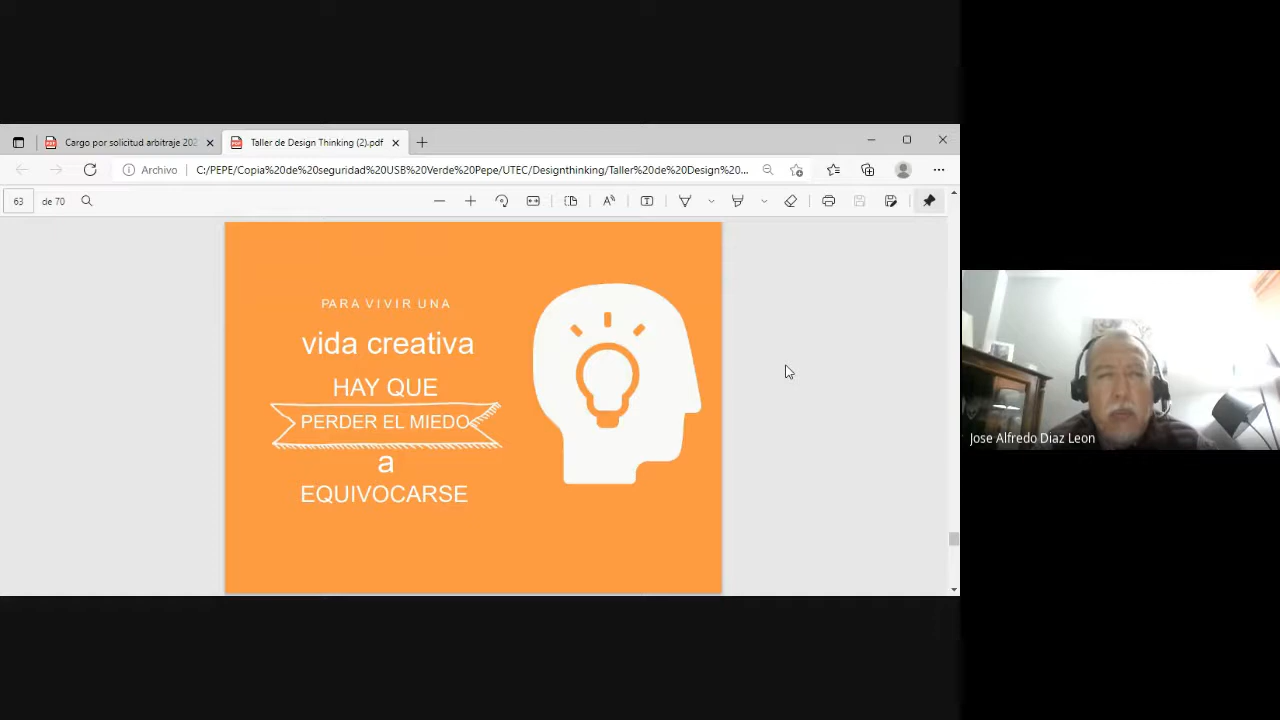 Cargo por solicitud arbitraje 202
Taller de Design Thinking (2).pdf
Archivo
C:/PEPE/Copia%20de%20seguridad%20USB%20Verde%20Pepe/UTEC/Designthinking/Taller%20de%20Design%20...
63 de 70
PARA VIVIR UNA
vida creativa
HAY QUE
PERDER EL MIEDO
a
EQUIVOCARSE
Jose Alfredo Diaz Leon